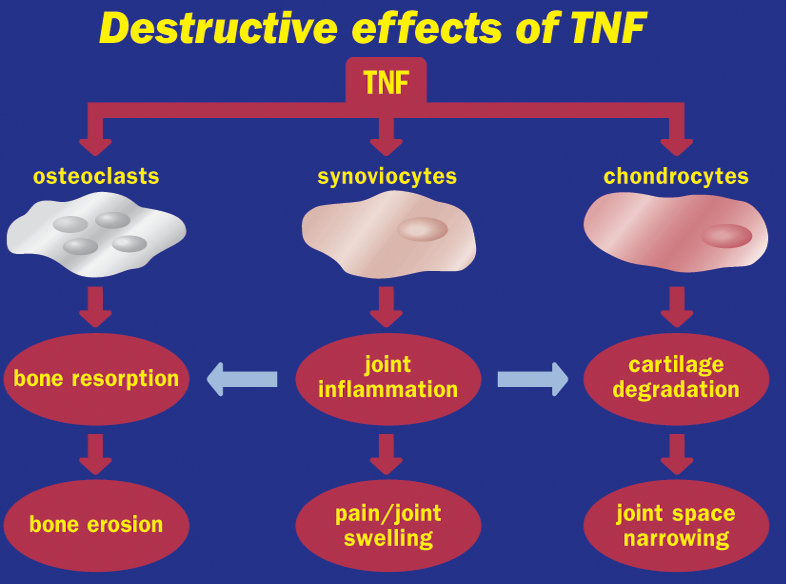 Destructive effects of TNF
TNF
osteoclasts
synoviocytes
chondrocytes
bone resorption
joint
inflammation
cartilage
degradation
bone erosion
pain/joint
swelling
joint space
narrowing